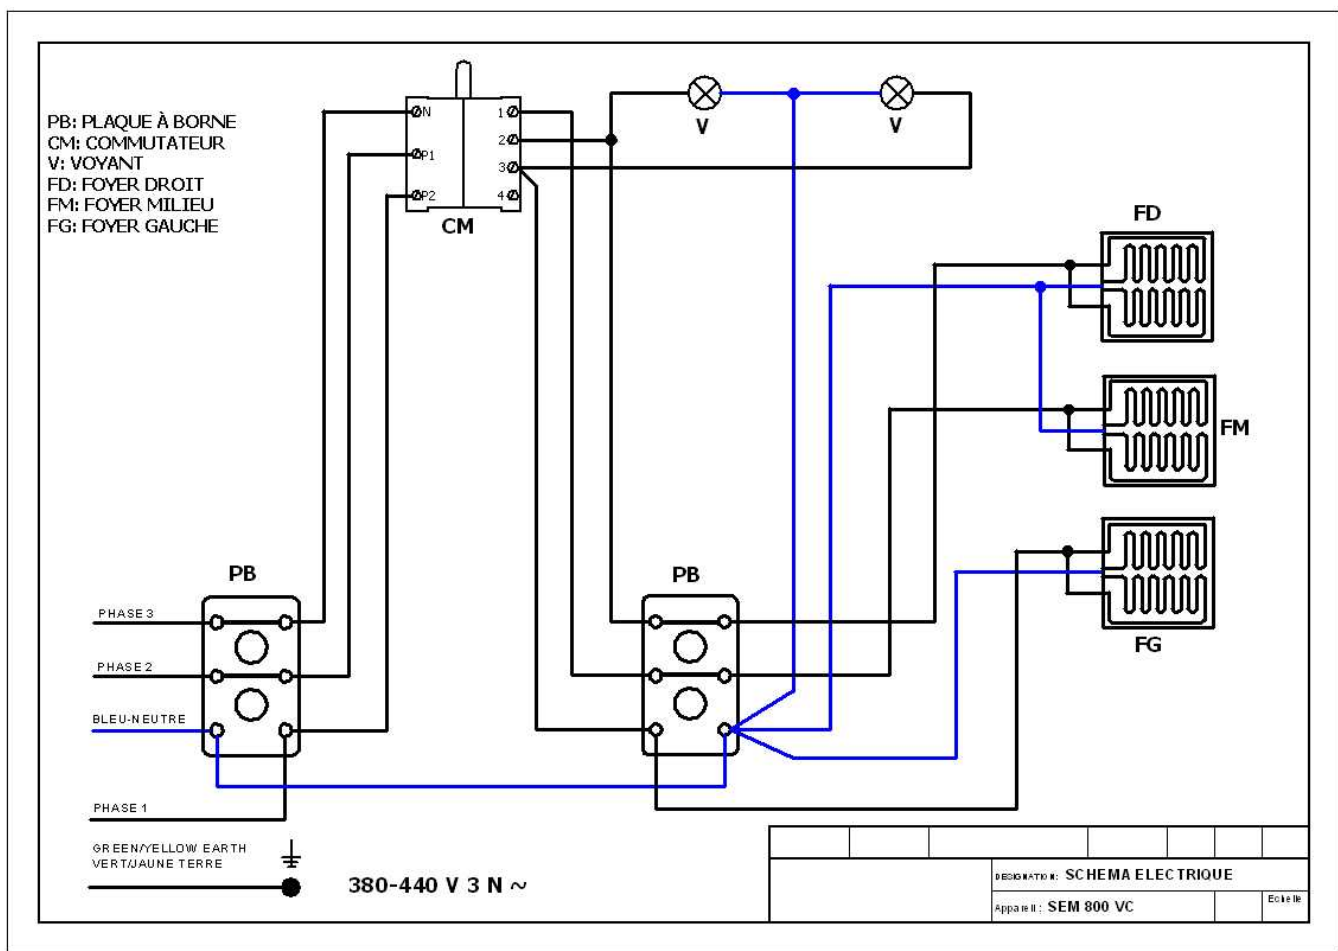 PB: PLAQUE À BORNE
CM: COMMUTATEUR
V: VOYANT
FD: FOYER DROIT
FM: FOYER MILIEU
FG: FOYER GAUCHE
N
P1
P2
1
2
3
4
CM
V
V
FD
FM
FG
PB
PB
PHASE 3
PHASE 2
BLEU-NEUTRE
PHASE 1
GREEN/YELLOW EARTH
VERT/JAUNE TERRE
380-440 V 3 N ~
DESIGNATION: SCHEMA ELECTRIQUE
Appareil: SEM 800 VC
Echelle